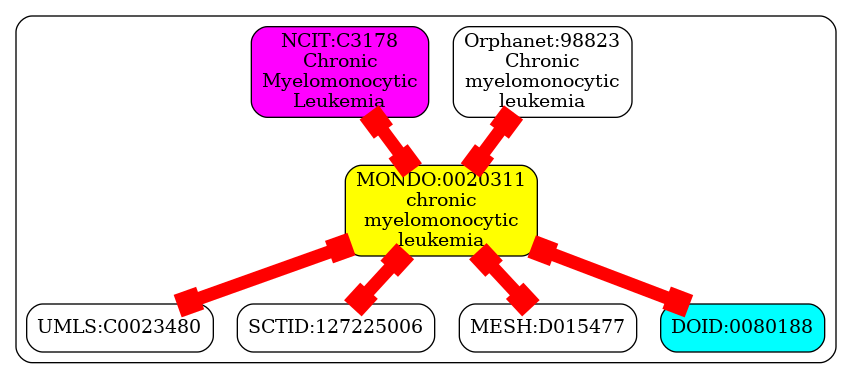 NCIT:C3178
Chronic
Myelomonocytic
Leukemia
Orphanet:98823
Chronic
myelomonocytic
leukemia
MONDO:0020311
chronic
myelomonocytic
leukemia
UMLS:C0023480
SCTID:127225006
MESH:D015477
DOID:0080188